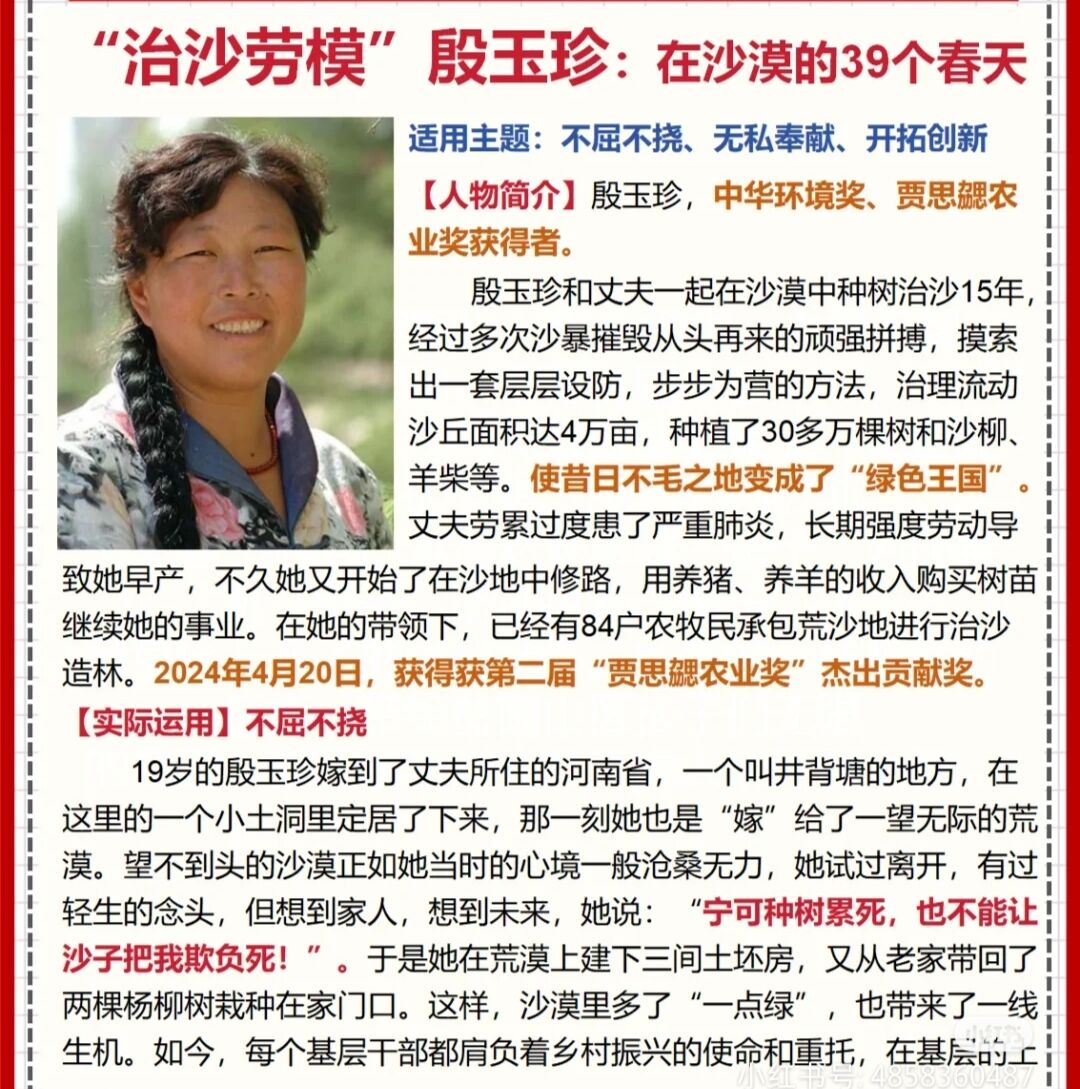 “治沙劳模”殷玉珍：在沙漠的39个春天
适用主题：不屈不挠、无私奉献、开拓创新
【人物简介】殷玉珍，中华环境奖、贾思勰农
业奖获得者。
殷玉珍和丈夫一起在沙漠中种树治沙15年，
经过多次沙暴摧毁从头再来的顽强拼搏，摸索
出一套层层设防，步步为营的方法，治理流动
沙丘面积达4万亩，种植了30多万棵树和沙柳、
羊柴等。使昔日不毛之地变成了“绿色王国”。
丈夫劳累过度患了严重肺炎，长期强度劳动导
致她早产，不久她又开始了在沙地中修路，用养猪、养羊的收入购买树苗
继续她的事业。在她的带领下，已经有84户农牧民承包荒沙地进行治沙
造林。2024年4月20日，获得获第二届“贾思勰农业奖”杰出贡献奖。
【实际运用】不屈不挠
19岁的殷玉珍嫁到了丈夫所住的河南省，一个叫井背塘的地方，在
这里的一个小土洞里定居了下来，那一刻她也是“嫁”给了一望无际的荒
漠。望不到头的沙漠正如她当时的心境一般沧桑无力，她试过离开，有过
轻生的念头，但想到家人，想到未来，她说：“宁可种树累死，也不能让
沙子把我欺负死！”。于是她在荒漠上建下三间土坯房，又从老家带回了
两棵杨柳树栽种在家门口。这样，沙漠里多了“一点绿”，也带来了一线
生机。如今，每个基层干部都肩负着乡村振兴的使命和重托，在基层的土
小红书
小红书号: 4858360487